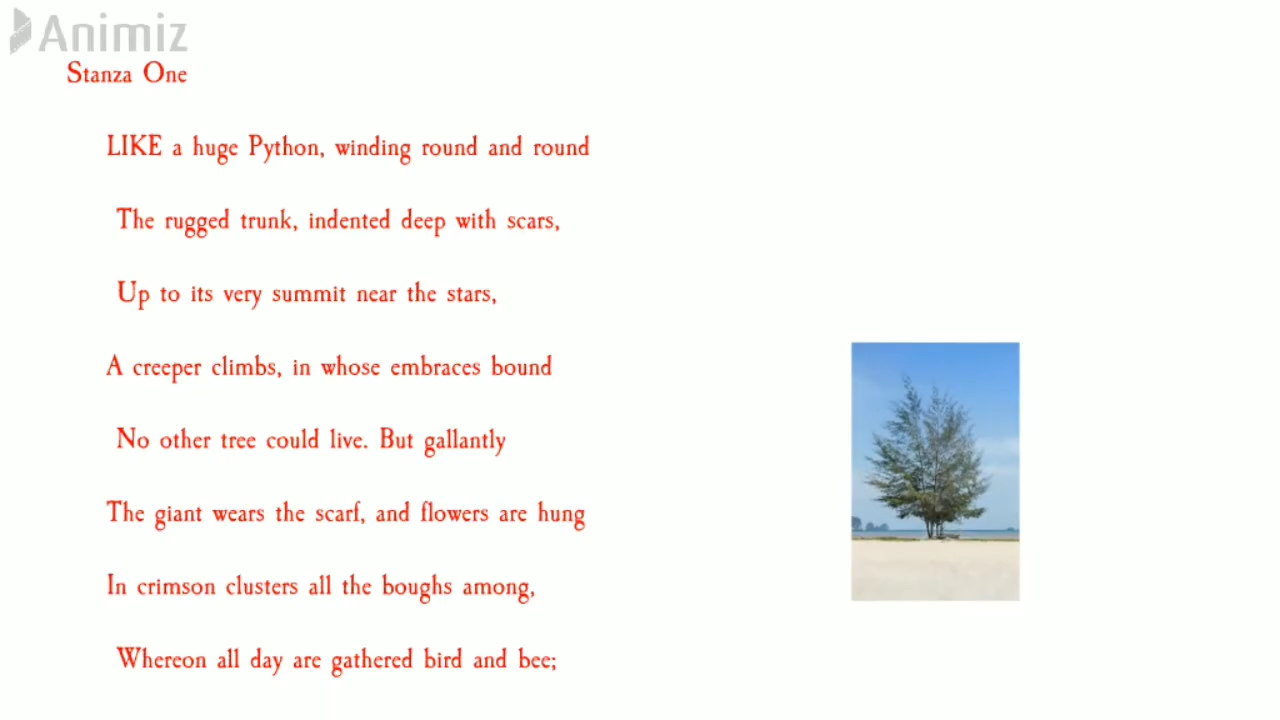 Animiz
Stanza One
LIKE a huge Python, winding round and round
The rugged trunk, indented deep with scars,
Up to its very summit near the stars,
A creeper climbs, in whose embraces bound
No other tree could live. But gallantly
The giant wears the scarf, and flowers are hung
In crimson clusters all the boughs among,
Whereon all day are gathered bird and bee;